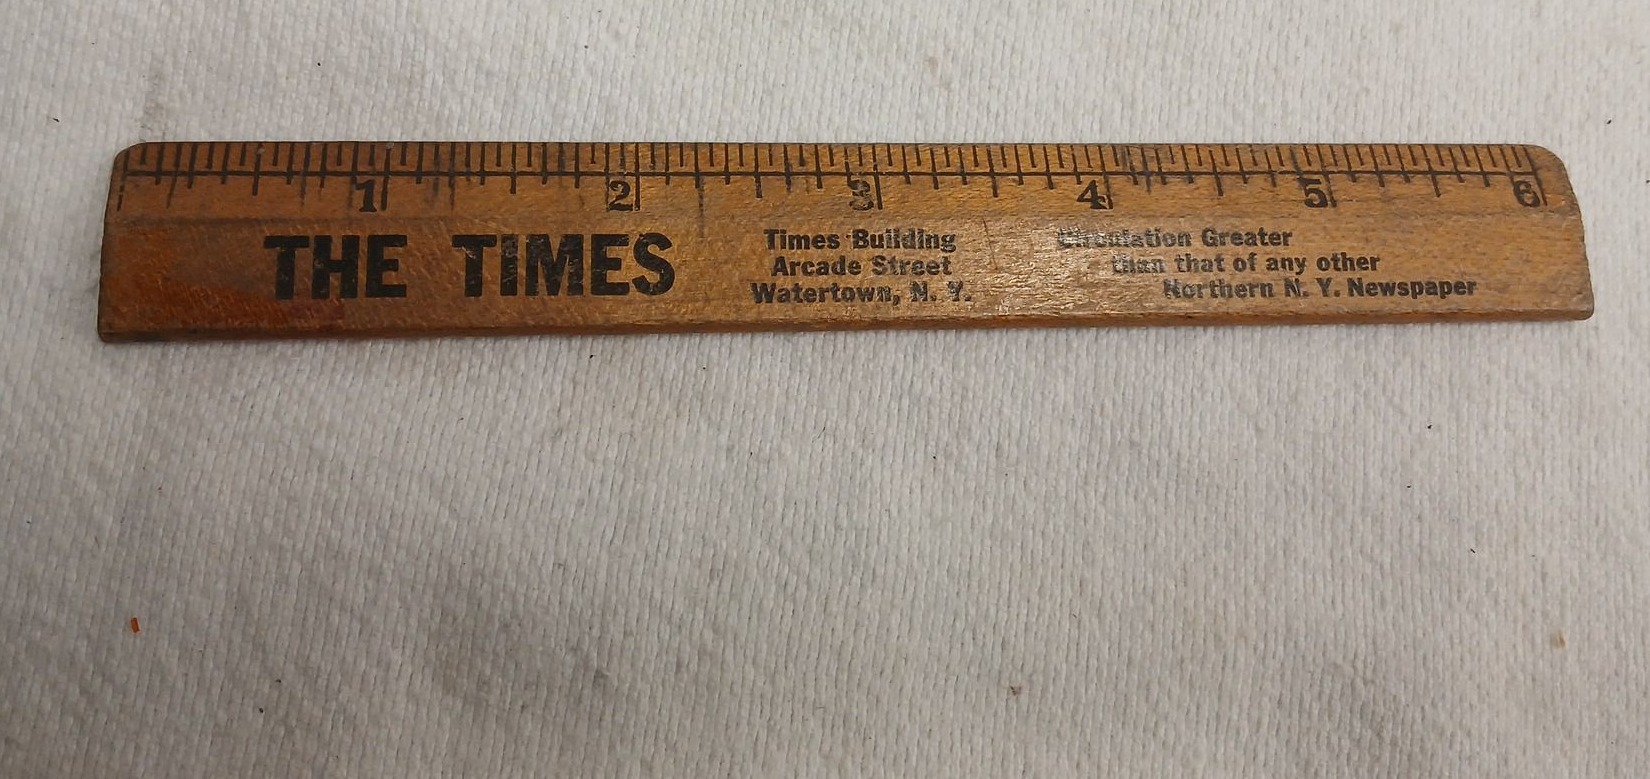 1 2 3 4 5 6
THE TIMES
Times Building
Arcade Street
Watertown, N. Y.
Circulation Greater
than that of any other
Northern N. Y. Newspaper